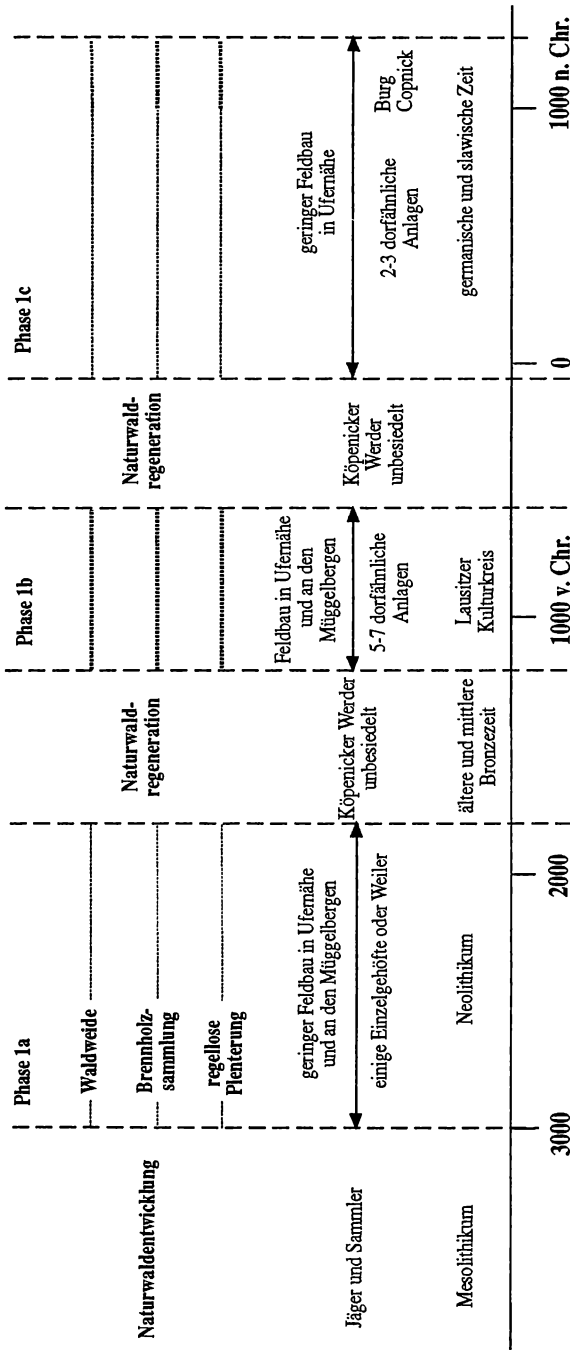 Phase 1a
Phase 1b
Phase 1c
Naturwaldentwicklung
Waldweide
Brennholz-
sammlung
regellose
Plenterung
Naturwald-
regeneration
Naturwald-
regeneration
Jäger und Sammler
geringer Feldbau in Ufernähe
und an den Müggelbergen
einige Einzelgehöfte oder Weiler
Köpenicker Werder
unbesiedelt
Feldbau in Ufernähe
und an den
Müggelbergen
5-7 dorfähnliche
Anlagen
Köpenicker
Werder
unbesiedelt
geringer Feldbau
in Ufernähe
2-3 dorfähnliche
Anlagen
Burg
Copnick
Mesolithikum
Neolithikum
ältere und mittlere
Bronzezeit
Lausitzer
Kulturkreis
germanische und slawische Zeit
3000
2000
1000 v. Chr.
0
1000 n. Chr.